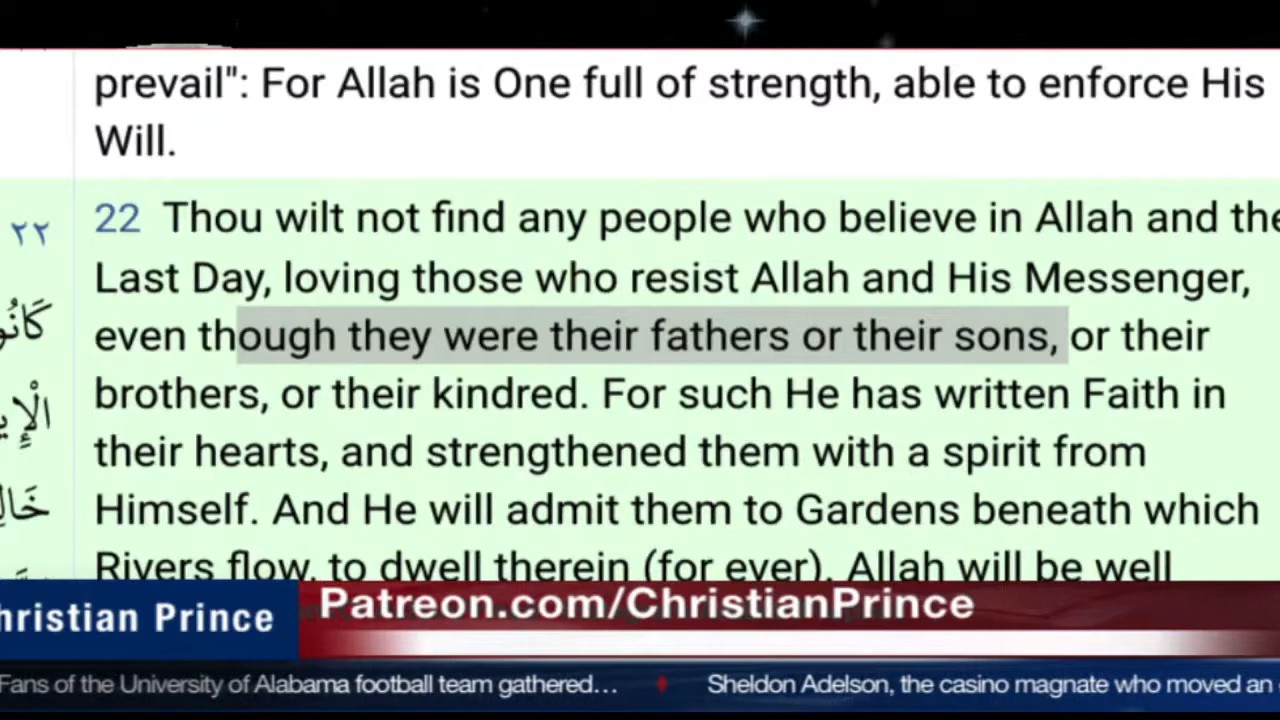 prevail": For Allah is One full of strength, able to enforce His
Will.
٢٢
22 Thou wilt not find any people who believe in Allah and the
Last Day, loving those who resist Allah and His Messenger,
even though they were their fathers or their sons, or their
brothers, or their kindred. For such He has written Faith in
their hearts, and strengthened them with a spirit from
Himself. And He will admit them to Gardens beneath which
Rivers flow, to dwell therein (for ever). Allah will be well
hristian Prince
Patreon.com/ChristianPrince
Fans of the University of Alabama football team gathered... ♦ Sheldon Adelson, the casino magnate who moved an